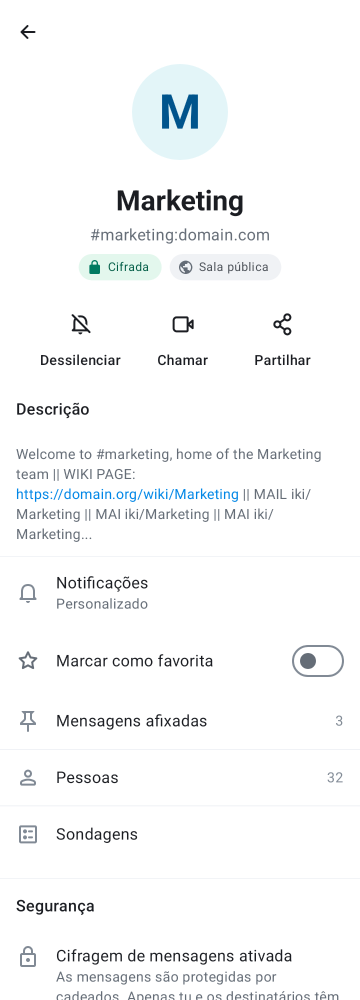 M
Marketing
#marketing:domain.com
Cifrada
Sala pública
Dessilenciar
Chamar
Partilhar
Descrição
Welcome to #marketing, home of the Marketing
team || WIKI PAGE:
https://domain.org/wiki/Marketing || MAIL iki/
Marketing || MAI iki/Marketing || MAI iki/
Marketing...
Notificações
Personalizado
Marcar como favorita
Mensagens afixadas 3
Pessoas 32
Sondagens
Segurança
Cifragem de mensagens ativada
As mensagens são protegidas por
cadeados. Apenas tu e os destinatários têm